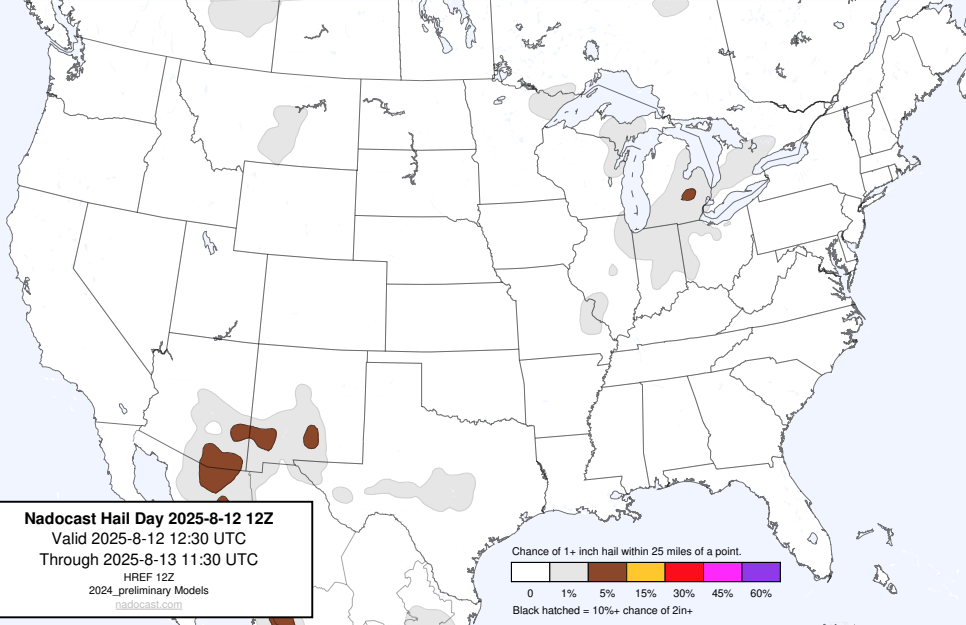 Nadocast Hail Day 2025-8-12 12Z
Valid 2025-8-12 12:30 UTC
Through 2025-8-13 11:30 UTC
HREF 12Z
2024_preliminary Models
nadocast.com
Chance of 1+ inch hail within 25 miles of a point.
0 1% 5% 15% 30% 45% 60%
Black hatched = 10%+ chance of 2in+